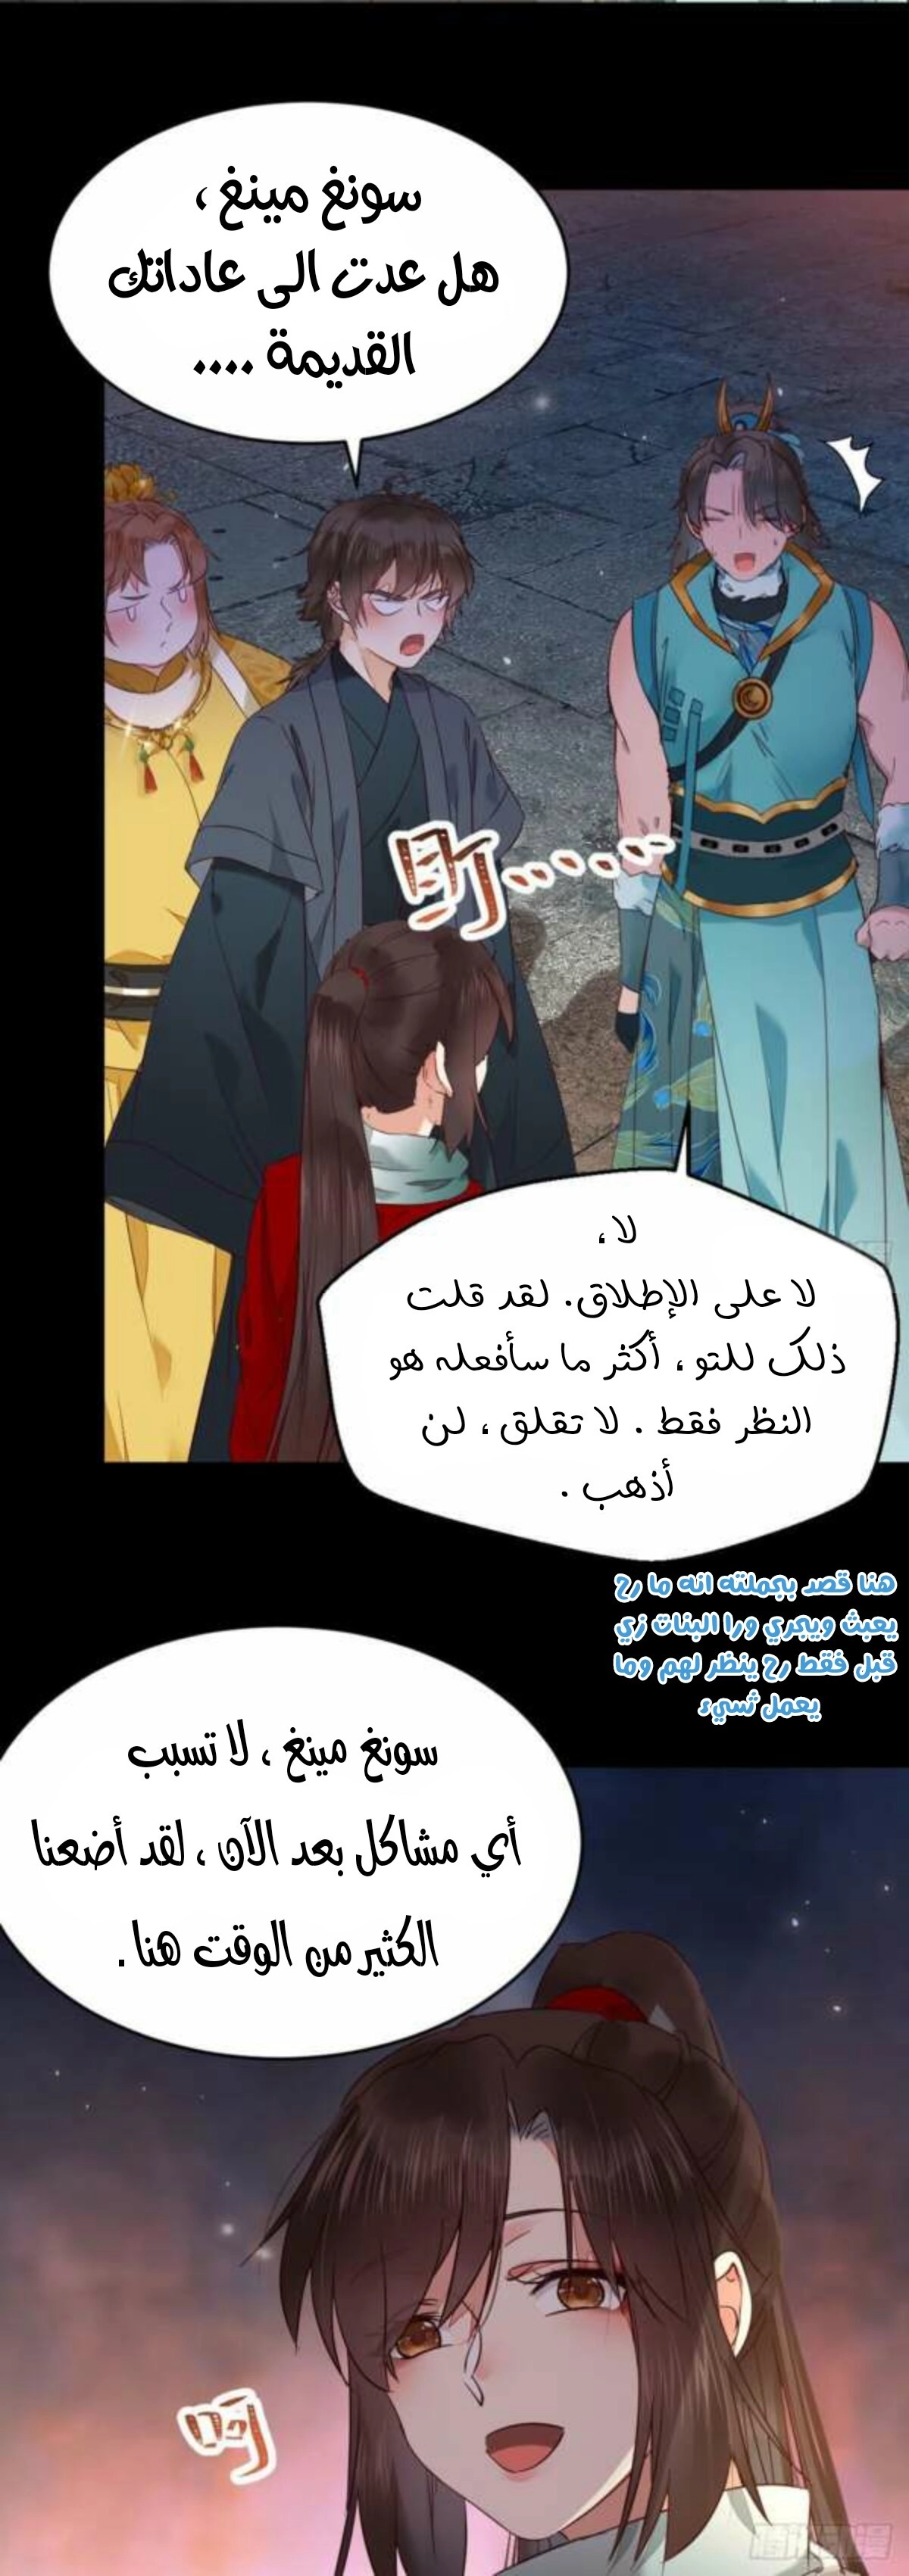 سونغ مينغ ،
هل عدت الى عاداتك
القديمة ....
لا،
لا على الإطلاق. لقد قلت
ذلك للتو ، أكثر ما سأفعله هو
النظر فقط . لا تقلق ، لن
أذهب .
هنا قصد بجملته انه ما رح
يعبث ويجري ورا البنات زي
قبل فقط رح ينظر لهم وما
يعمل شيء
سونغ مينغ ، لا تسبب
أي مشاكل بعد الآن ، لقد أضعنا
الكثير من الوقت هنا .
呵